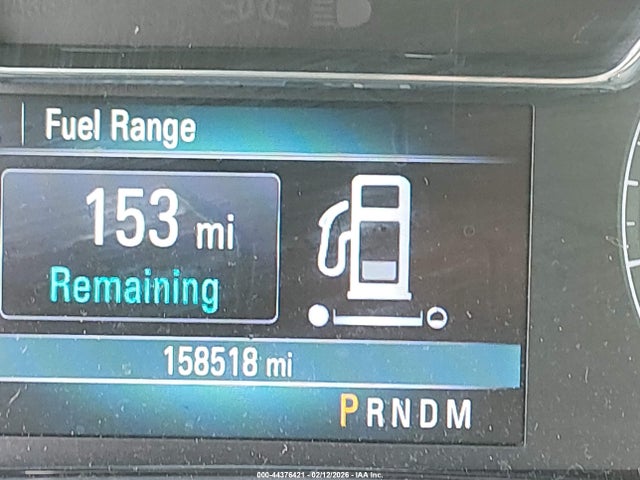 Fuel Range
153 mi
Remaining
158518 mi
PRNDM
000-44376421 - 02/12/2026 - IAA Inc.